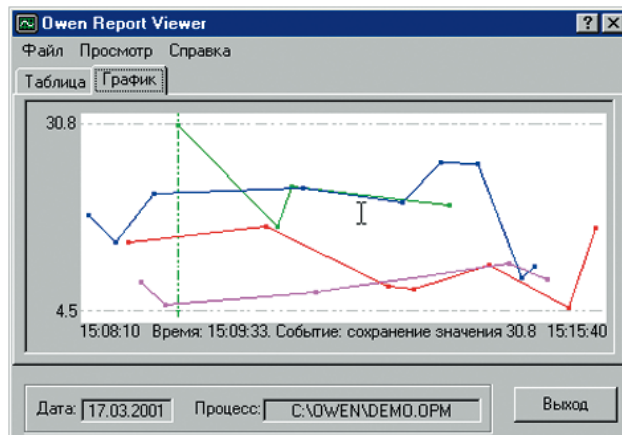 Owen Report Viewer
Файл Просмотр Справка
Таблица График
30.8
4.5
15:08:10 Время: 15:09:33. Событие: сохранение значения 30.8 15:15:40
Дата: 17.03.2001 Процесс: C:\OWEN\DEMO.OPM Выход